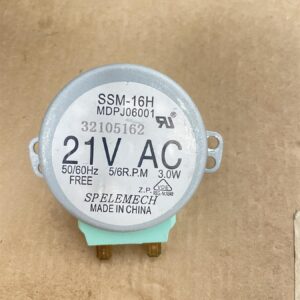 SSM-16H
MDPJ06001
32105162
21V AC
50/60Hz 5/6R.P.M 3.0W
FREE
Z.P.
SPELEMECH
MADE IN CHINA